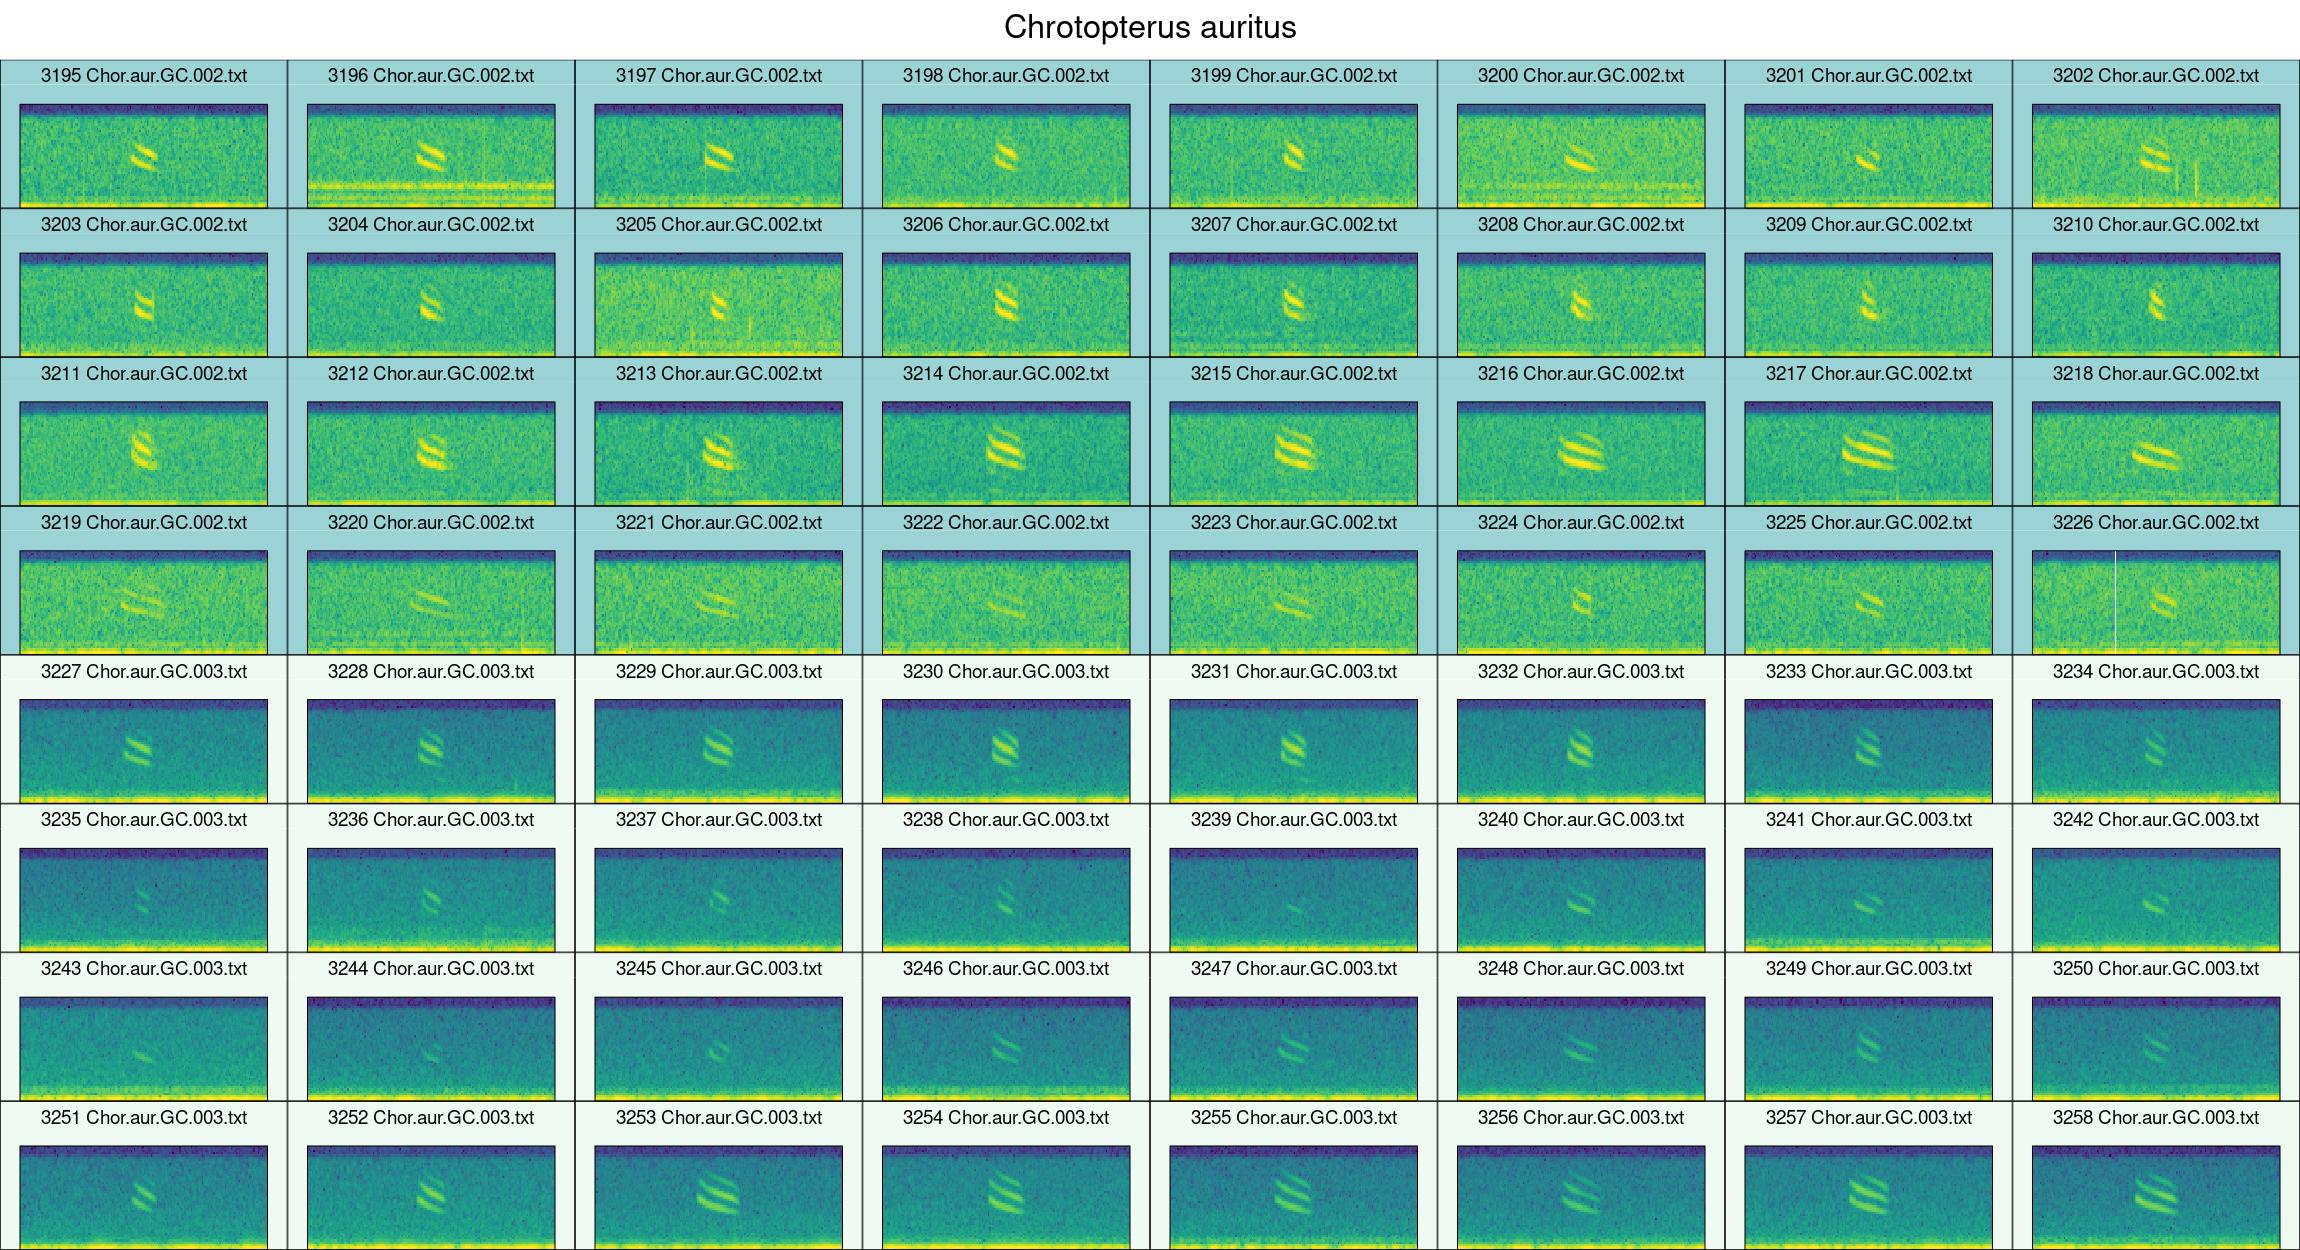 Chrotopterus auritus
3195 Chor.aur.GC.002.txt 3196 Chor.aur.GC.002.txt 3197 Chor.aur.GC.002.txt 3198 Chor.aur.GC.002.txt 3199 Chor.aur.GC.002.txt 3200 Chor.aur.GC.002.txt 3201 Chor.aur.GC.002.txt 3202 Chor.aur.GC.002.txt
3203 Chor.aur.GC.002.txt 3204 Chor.aur.GC.002.txt 3205 Chor.aur.GC.002.txt 3206 Chor.aur.GC.002.txt 3207 Chor.aur.GC.002.txt 3208 Chor.aur.GC.002.txt 3209 Chor.aur.GC.002.txt 3210 Chor.aur.GC.002.txt
3211 Chor.aur.GC.002.txt 3212 Chor.aur.GC.002.txt 3213 Chor.aur.GC.002.txt 3214 Chor.aur.GC.002.txt 3215 Chor.aur.GC.002.txt 3216 Chor.aur.GC.002.txt 3217 Chor.aur.GC.002.txt 3218 Chor.aur.GC.002.txt
3219 Chor.aur.GC.002.txt 3220 Chor.aur.GC.002.txt 3221 Chor.aur.GC.002.txt 3222 Chor.aur.GC.002.txt 3223 Chor.aur.GC.002.txt 3224 Chor.aur.GC.002.txt 3225 Chor.aur.GC.002.txt 3226 Chor.aur.GC.002.txt
3227 Chor.aur.GC.003.txt 3228 Chor.aur.GC.003.txt 3229 Chor.aur.GC.003.txt 3230 Chor.aur.GC.003.txt 3231 Chor.aur.GC.003.txt 3232 Chor.aur.GC.003.txt 3233 Chor.aur.GC.003.txt 3234 Chor.aur.GC.003.txt
3235 Chor.aur.GC.003.txt 3236 Chor.aur.GC.003.txt 3237 Chor.aur.GC.003.txt 3238 Chor.aur.GC.003.txt 3239 Chor.aur.GC.003.txt 3240 Chor.aur.GC.003.txt 3241 Chor.aur.GC.003.txt 3242 Chor.aur.GC.003.txt
3243 Chor.aur.GC.003.txt 3244 Chor.aur.GC.003.txt 3245 Chor.aur.GC.003.txt 3246 Chor.aur.GC.003.txt 3247 Chor.aur.GC.003.txt 3248 Chor.aur.GC.003.txt 3249 Chor.aur.GC.003.txt 3250 Chor.aur.GC.003.txt
3251 Chor.aur.GC.003.txt 3252 Chor.aur.GC.003.txt 3253 Chor.aur.GC.003.txt 3254 Chor.aur.GC.003.txt 3255 Chor.aur.GC.003.txt 3256 Chor.aur.GC.003.txt 3257 Chor.aur.GC.003.txt 3258 Chor.aur.GC.003.txt